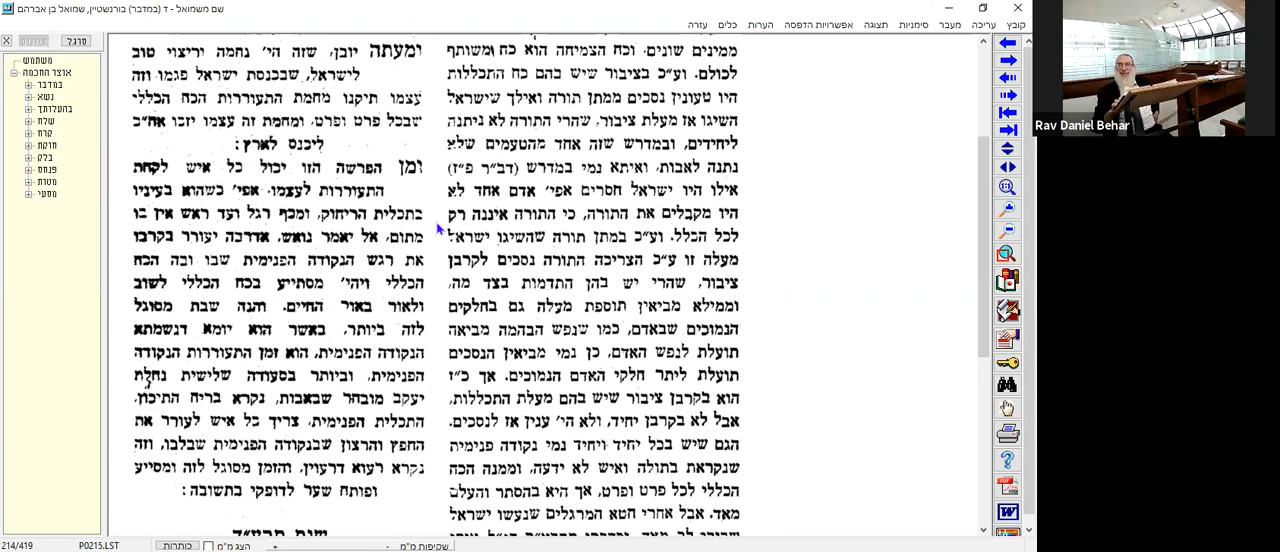 שם משמואל - ד (במדבר) בורנשטיין, שמואל בן אברהם
קובץ עריכה מעבר סימניות תצוגה אפשרויות הדפסה הערות כלים עזרה
סרגל
משתמש
אוצר החכמה
במדבר
נשא
בהעלותך
שלח
קרח
חוקת
בלק
פנחס
מטות
מסעי
ממינים שונים. וכח הצמיחה הוא כח המשותף
לכולם. וע״כ בציבור שיש בהם כח התכללות
היו טעונין נסכים ממתן תורה ואילך שישראל
השיגו אז מעלת ציבור, שהרי התורה לא ניתנה
ליחידים, ובמדרש שזה אחד מהטעמים שלא
נתנה לאבות, ואיתא נמי במדרש (דב״ר פ״ז)
אילו היו ישראל חסרים אפי׳ אדם אחד לא
היו מקבלים את התורה, כי התורה איננה רק
לכל הכלל. וע״כ במתן תורה שהשיגו ישראל
מעלה זו ע״כ הצריכה התורה נסכים לקרבן
ציבור, שהרי יש בהן התדמות בצד מה,
וממילא מביאין תוספת מעלה גם בחלקים
הנמוכים שבאדם, כמו שנפש הבהמה מביאה
תועלת לנפש האדם, כן נמי מביאין הנסכים
תועלת ליתר חלקי האדם הנמוכים. אך כ״ז
הוא בקרבן ציבור שיש בהם מעלת התכללות,
אבל לא בקרבן יחיד, ולא הי׳ ענין אז לנסכים.
הגם שיש בכל יחיד ויחיד נמי נקודה פנימית
שנקראת בתולה ואיש לא ידעה, וממנה הכח
הכללי לכל פרט ופרט, אך היא בהסתר והעלם
מאד. אבל אחרי חטא המרגלים שנעשו ישראל
ומעתה יובן, שזה הי׳ נחמה וריצוי טוב
לישראל, שבכנסת ישראל פגמו וזה
עצמו תיקנו מחמת התעוררות הכח הכללי
שבכל פרט ופרט, ומחמת זה עצמו יזכו אח״כ
ליכנס לארץ:
ומן הפרשה הזו יכול כל איש לקחת
התעוררות לעצמו, אפי׳ כשהוא בעיניו
בתכלית הריחוק, ומכף רגל ועד ראש אין בו
מתום, אל יאמר נואש, אדרבה יעורר בקרבו
את רגש הנקודה הפנימית שבו ובה הכח
הכללי ויהי׳ מסתייע בכח הכללי לשוב
ולאור באור החיים. והנה שבת מסוגל
לזה ביותר, באשר הוא יומא דנשמתא
הנקודה הפנימית, הוא זמן התעוררות הנקודה
הפנימית, וביותר בסעודה שלישית נחלת
יעקב מובחר שבאבות, נקרא בריח התיכון,
התכלית הפנימית, צריך כל איש לעורר את
החפץ והרצון שבנקודה הפנימית שבלבו, וזה
נקרא רעוא דרעוין, והזמן מסוגל לזה ומסייע
ופותח שער לדופקי בתשובה:
Rav Daniel Behar
214/419 P0215.LST כותרות הצג מ״מ + - שקיפות מ״מ